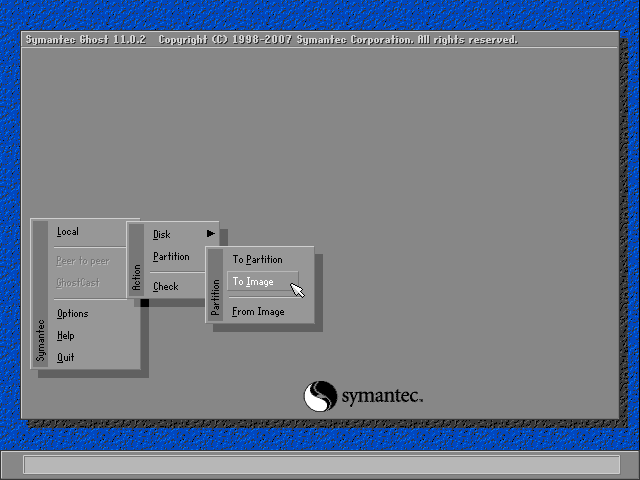 Symantec Ghost 11.0.2   Copyright (C) 1998-2007 Symantec Corporation. All rights reserved.
Symantec
Local
Peer to peer
GhostCast
Options
Help
Quit
Action
Disk
Partition
Check
Partition
To Partition
To Image
From Image
symantec.